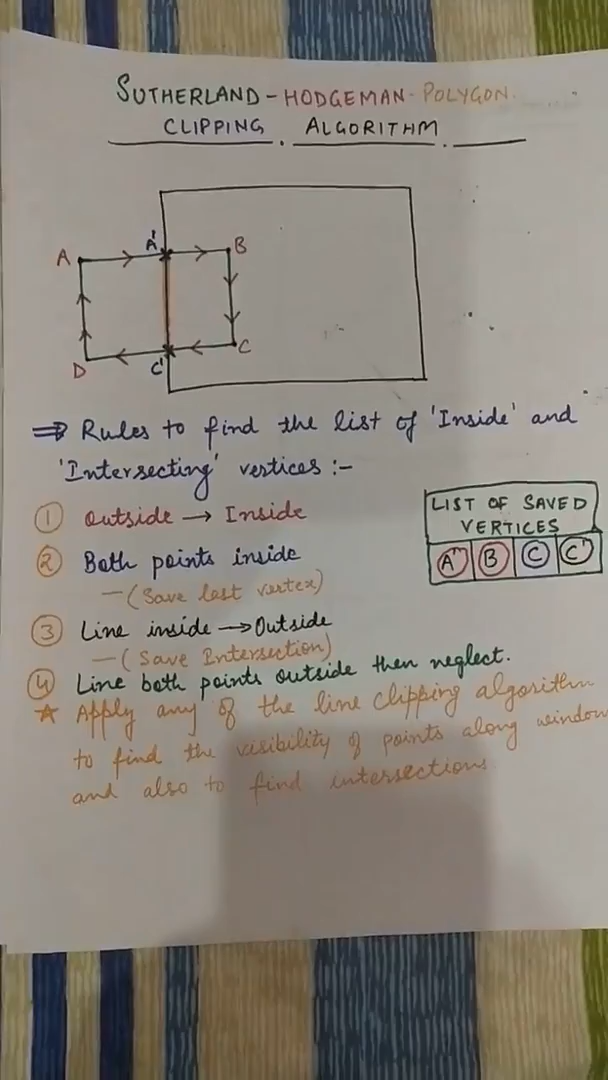 SUTHERLAND-HODGEMAN-POLYGON
CLIPPING ALGORITHM
A A' B
D C' C
⇒ Rules to find the list of 'Inside' and
'Intersecting' vertices :-
① Outside → Inside
② Both points inside
— (Save last vertex)
③ Line inside → Outside
— (Save Intersection)
④ Line both points outside then neglect.
☆ Apply any of the line clipping algorithm
to find the visibility of points along window
and also to find intersections
LIST OF SAVED
VERTICES
A' B C C'